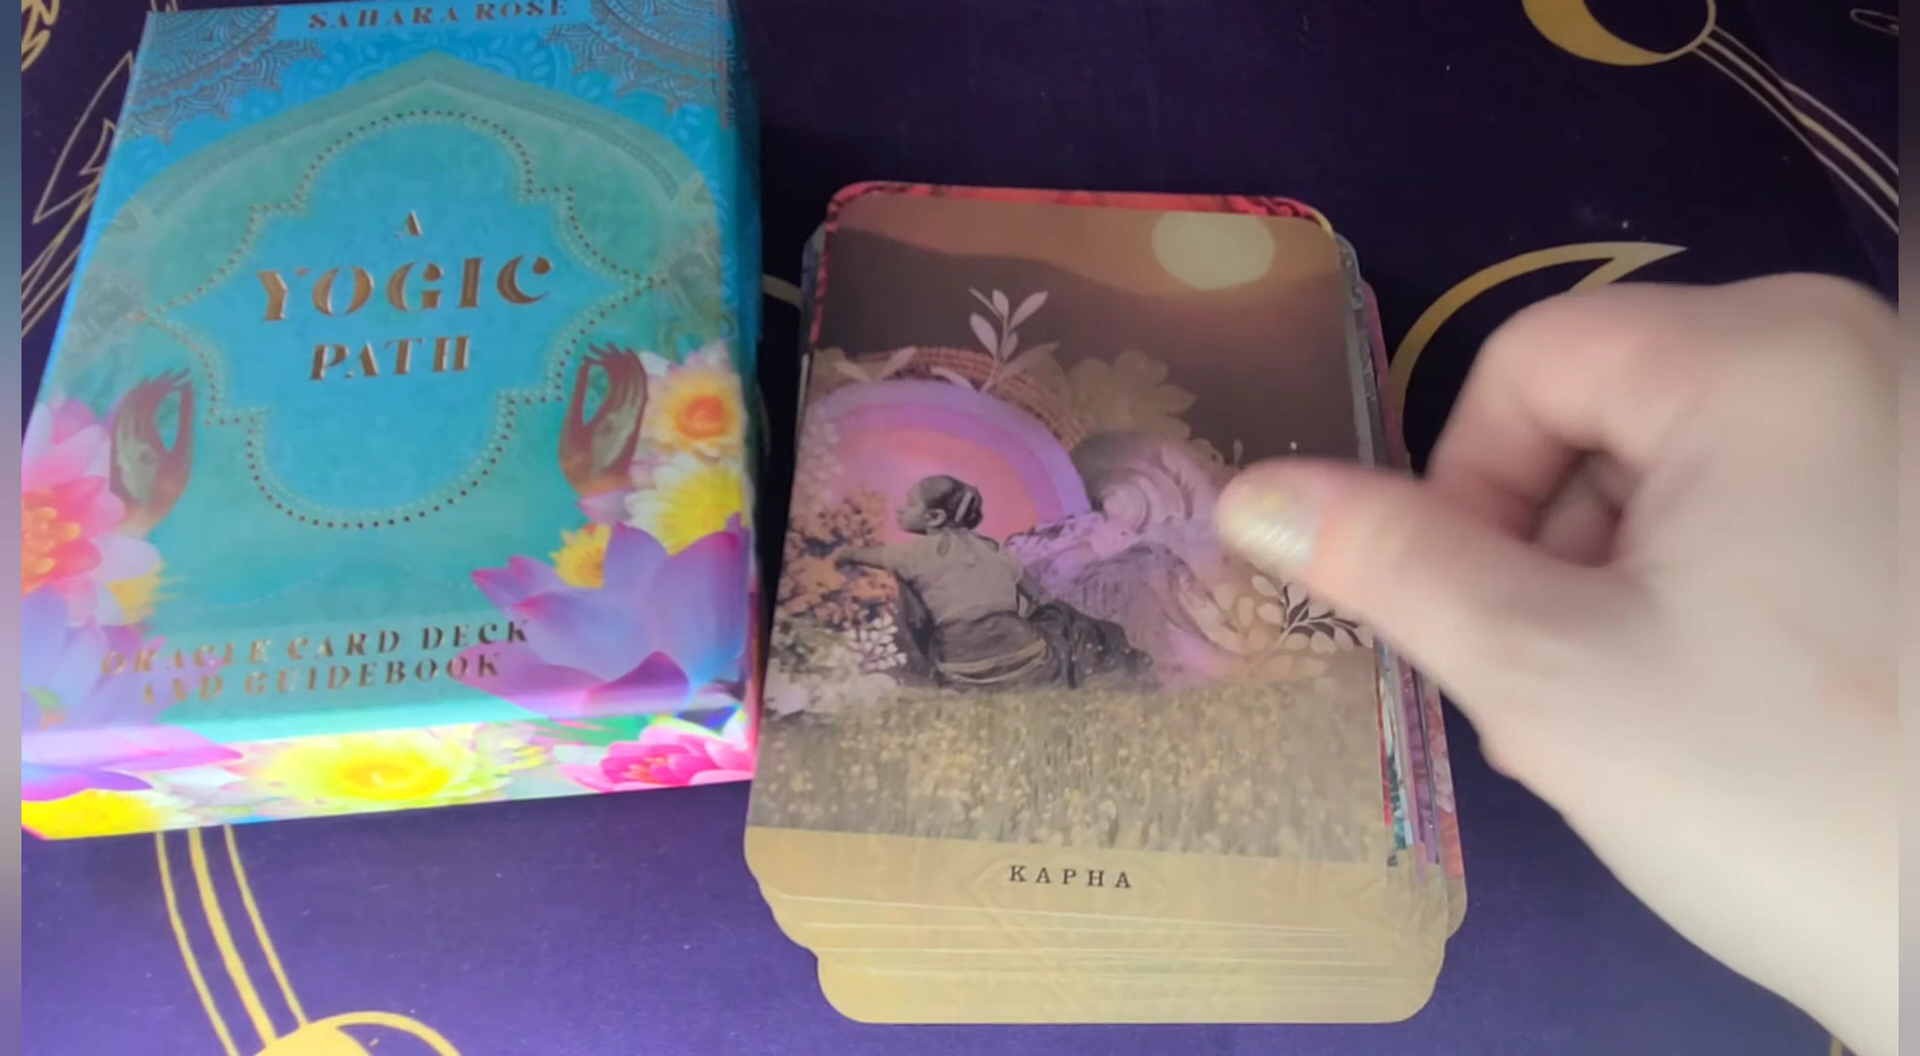 SAHARA ROSE
A
YOGIC
PATH
ORACLE CARD DECK
AND GUIDEBOOK
KAPHA